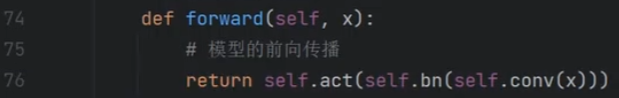 74 def forward(self, x):
75 # 模型的前向传播
76 return self.act(self.bn(self.conv(x)))